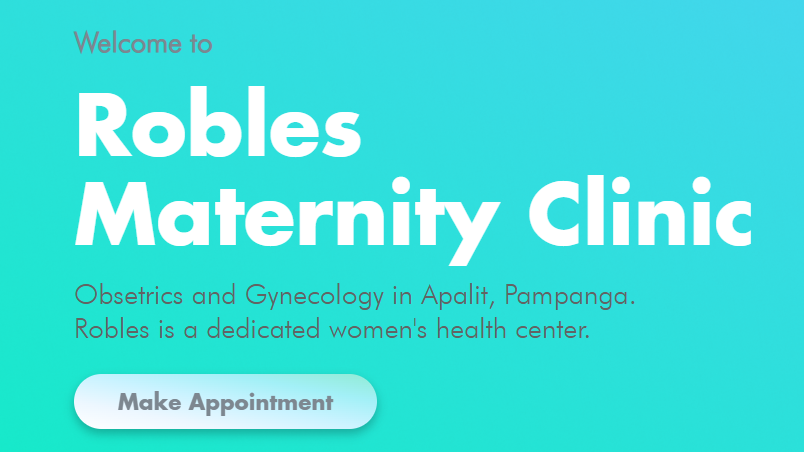 Welcome to
Robles
Maternity Clinic
Obsetrics and Gynecology in Apalit, Pampanga.
Robles is a dedicated women's health center.
Make Appointment